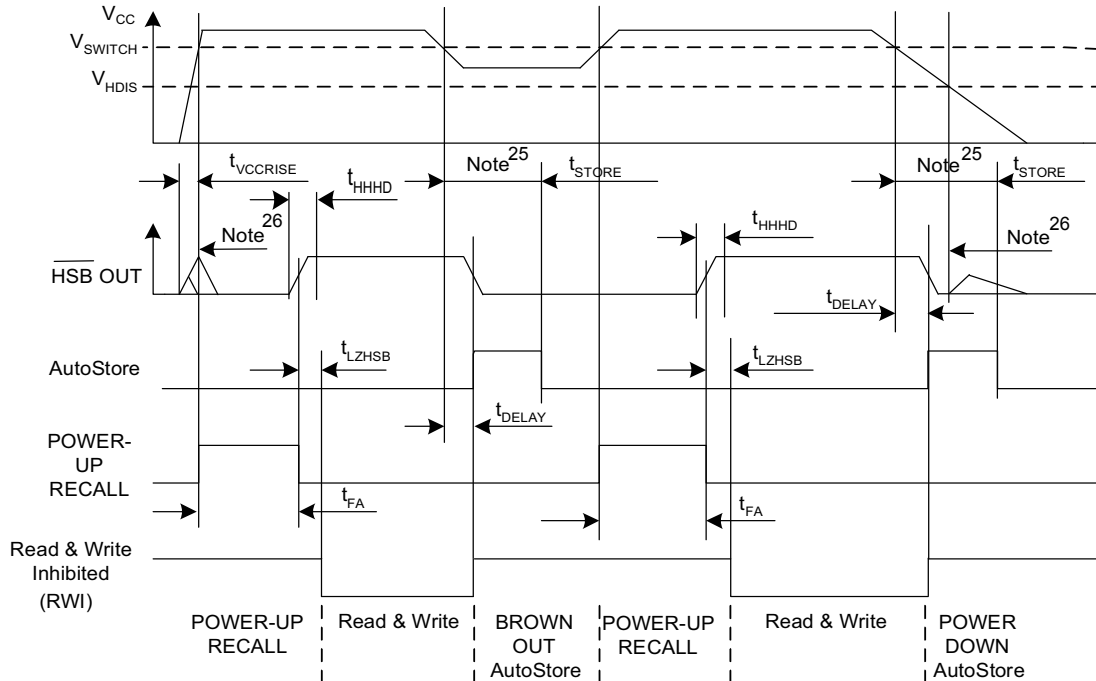 VCC
VSWITCH
VHDIS
tVCCRISE
Note25
tSTORE
Note25
tSTORE
tHHHD
tHHHD
Note26
Note26
HSB OUT
tDELAY
AutoStore
tLZHSB
tLZHSB
tDELAY
POWER-
UP
RECALL
tFA
tFA
Read & Write
Inhibited
(RWI)
POWER-UP
RECALL
Read & Write
BROWN
OUT
AutoStore
POWER-UP
RECALL
Read & Write
POWER
DOWN
AutoStore